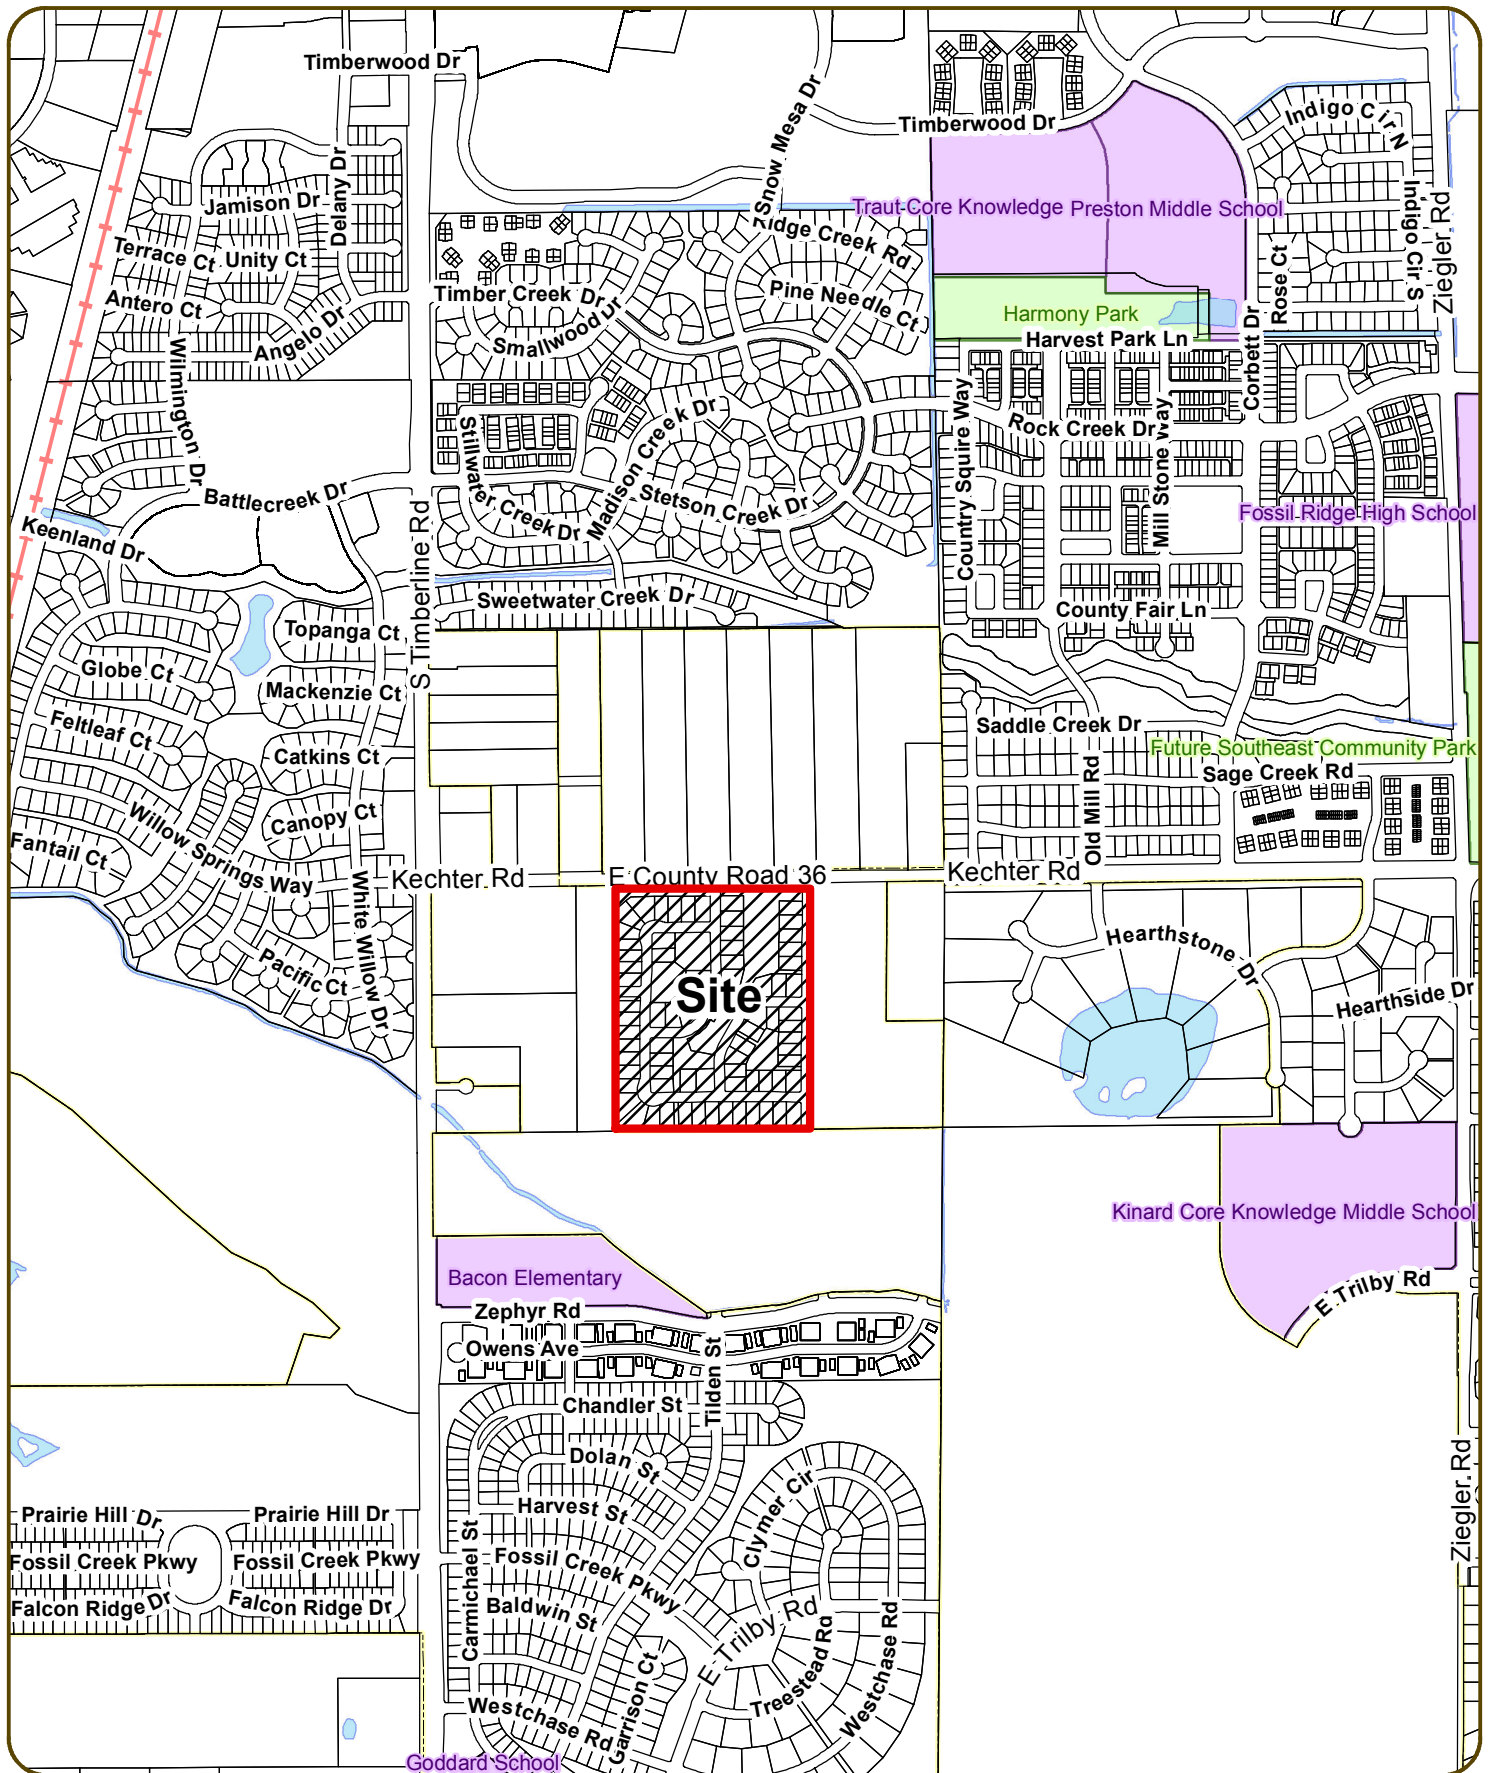 Timberwood Dr
Snow Mesa Dr
Timberwood Dr
Indigo Cir N
Delany Dr
Jamison Dr
Traut Core Knowledge
Preston Middle School
Indigo Cir S
Ziegler Rd
Terrace Ct
Unity Ct
Ridge Creek Rd
Rose Ct
Antero Ct
Timber Creek Dr
Pine Needle Ct
Harmony Park
Angelo Dr
Smallwood Dr
Harvest Park Ln
Corbett Dr
Wilmington Dr
Stillwater Creek Dr
Madison Creek Dr
Country Squire Way
Rock Creek Dr
Mill Stone Way
Battlecreek Dr
Stetson Creek Dr
Fossil Ridge High School
Keenland Dr
S Timberline Rd
Sweetwater Creek Dr
County Fair Ln
Topanga Ct
Globe Ct
Mackenzie Ct
Feltleaf Ct
Saddle Creek Dr
Catkins Ct
Future Southeast Community Park
Sage Creek Rd
Old Mill Rd
Canopy Ct
Willow Springs Way
Fantail Ct
Kechter Rd
E County Road 36
Kechter Rd
White Willow Dr
Hearthstone Dr
Pacific Ct
Site
Hearthside Dr
Kinard Core Knowledge Middle School
Bacon Elementary
E Trilby Rd
Zephyr Rd
Owens Ave
Tilden St
Chandler St
Dolan St
Clymer Cir
Ziegler Rd
Prairie Hill Dr
Prairie Hill Dr
Harvest St
Carmichael St
Fossil Creek Pkwy
Fossil Creek Pkwy
Fossil Creek Pkwy
Falcon Ridge Dr
Falcon Ridge Dr
Baldwin St
E Trilby Rd
Treestead Rd
Westchase Rd
Garrison Ct
Westchase Rd
Goddard School